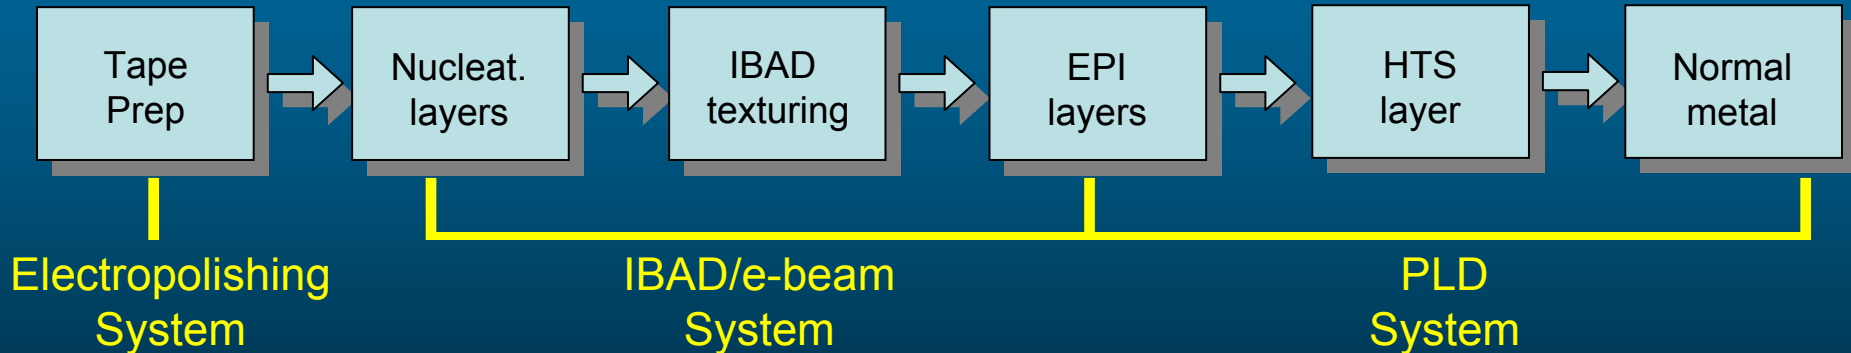 Tape
Prep
Nucleat.
layers
IBAD
texturing
EPI
layers
HTS
layer
Normal
metal
Electropolishing
System
IBAD/e-beam
System
PLD
System